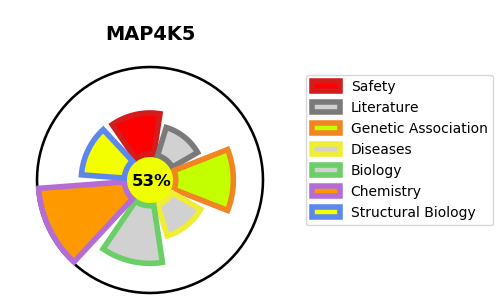 MAP4K5
53%
Safety
Literature
Genetic Association
Diseases
Biology
Chemistry
Structural Biology